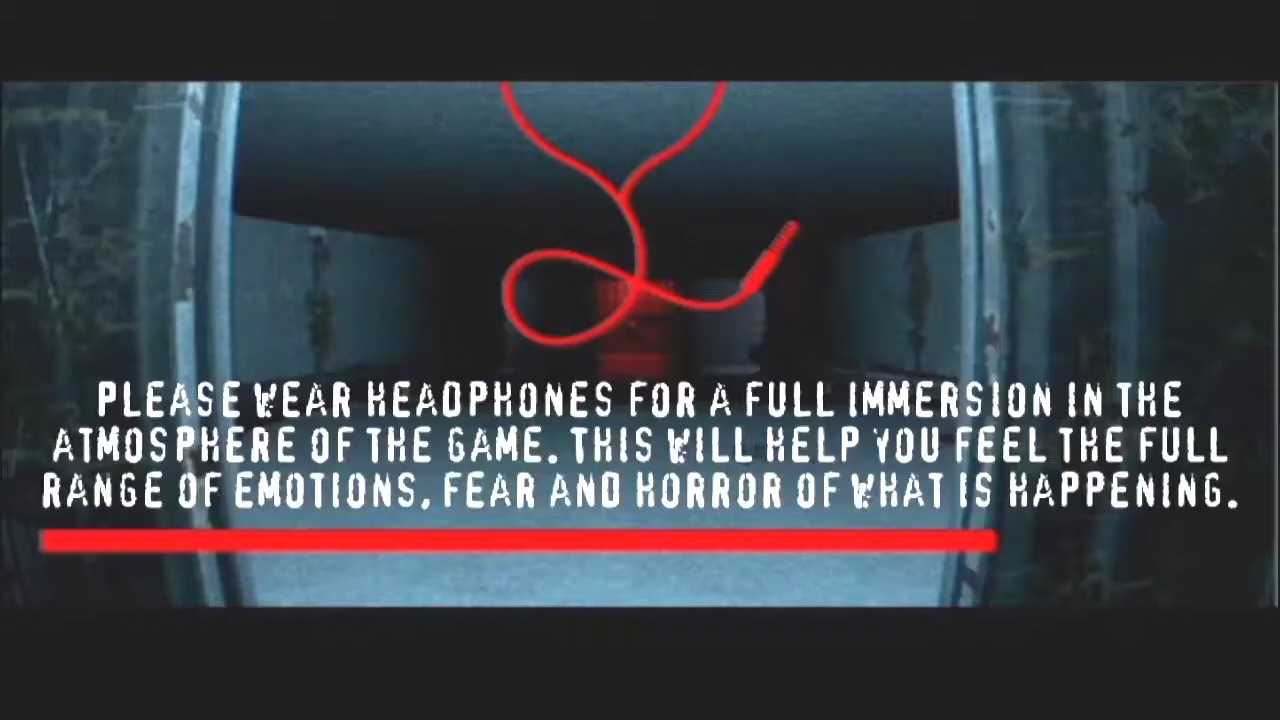 PLEASE WEAR HEADPHONES FOR A FULL IMMERSION IN THE
ATMOSPHERE OF THE GAME. THIS WILL HELP YOU FEEL THE FULL
RANGE OF EMOTIONS, FEAR AND HORROR OF WHAT IS HAPPENING.